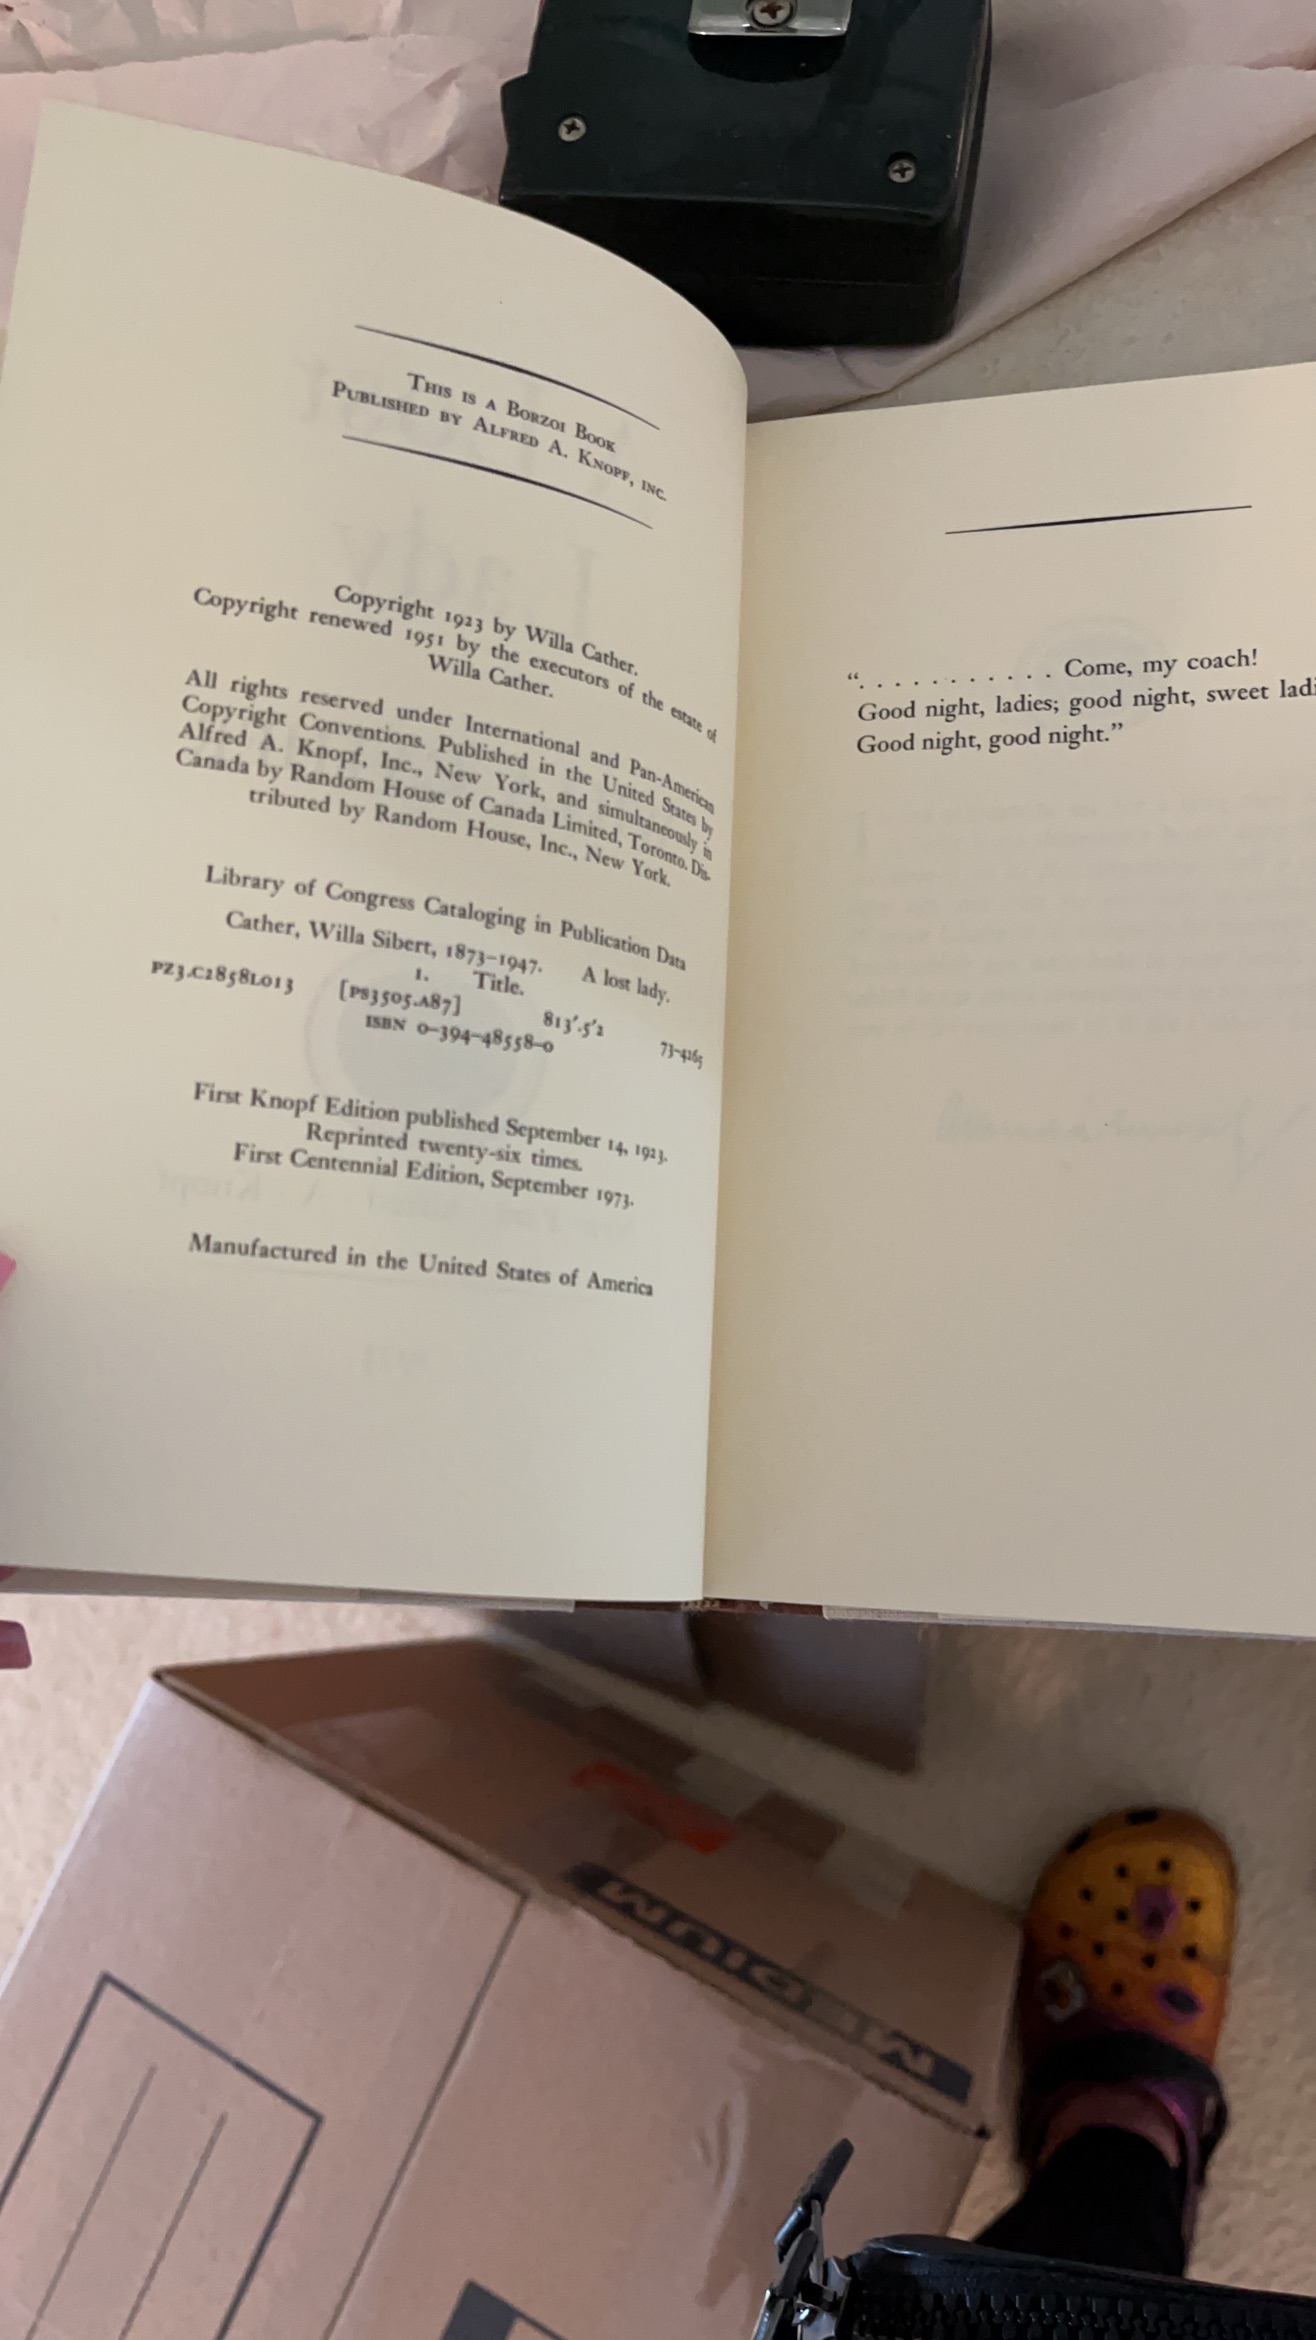 This is a Borzoi Book
Published by Alfred A. Knopf, inc.
Copyright 1923 by Willa Cather.
Copyright renewed 1951 by the executors of the estate of
Willa Cather.
All rights reserved under International and Pan-American
Copyright Conventions. Published in the United States by
Alfred A. Knopf, Inc., New York, and simultaneously in
Canada by Random House of Canada Limited, Toronto. Dis-
tributed by Random House, Inc., New York.
Library of Congress Cataloging in Publication Data
Cather, Willa Sibert, 1873–1947. A lost lady.
1. Title.
PZ3.C2858LO13 [PS3505.A87] 813'.5'2 73-4265
ISBN 0-394-48558-0
First Knopf Edition published September 14, 1923.
Reprinted twenty-six times.
First Centennial Edition, September 1973.
Manufactured in the United States of America
“. . . . . . . . . . . . Come, my coach!
Good night, ladies; good night, sweet ladi
Good night, good night.”
MEDIUM